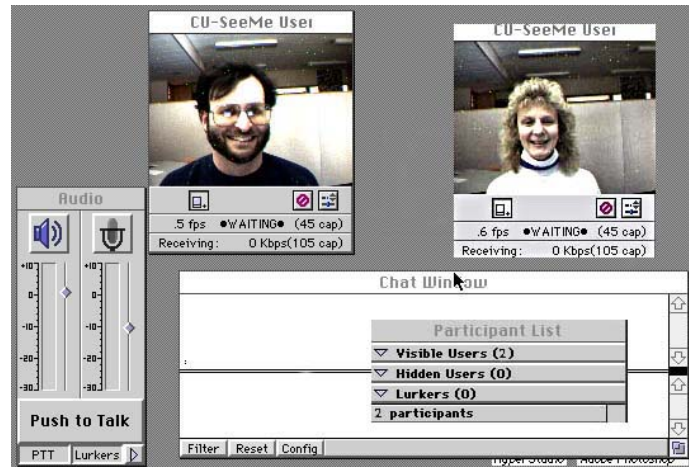 CU-SeeMe User
.5 fps ●WAITING● (45 cap)
Receiving: 0 Kbps(105 cap)
CU-SeeMe User
.6 fps ●WAITING● (45 cap)
Receiving: 0 Kbps(105 cap)
Audio
+10 +10
0- 0-
-10- -10-
-20- -20-
-30 -30
Push to Talk
PTT Lurkers
Chat Window
:
Participant List
Visible Users (2)
Hidden Users (0)
Lurkers (0)
2 participants
Filter Reset Config
HyperStudio Adobe Photoshop